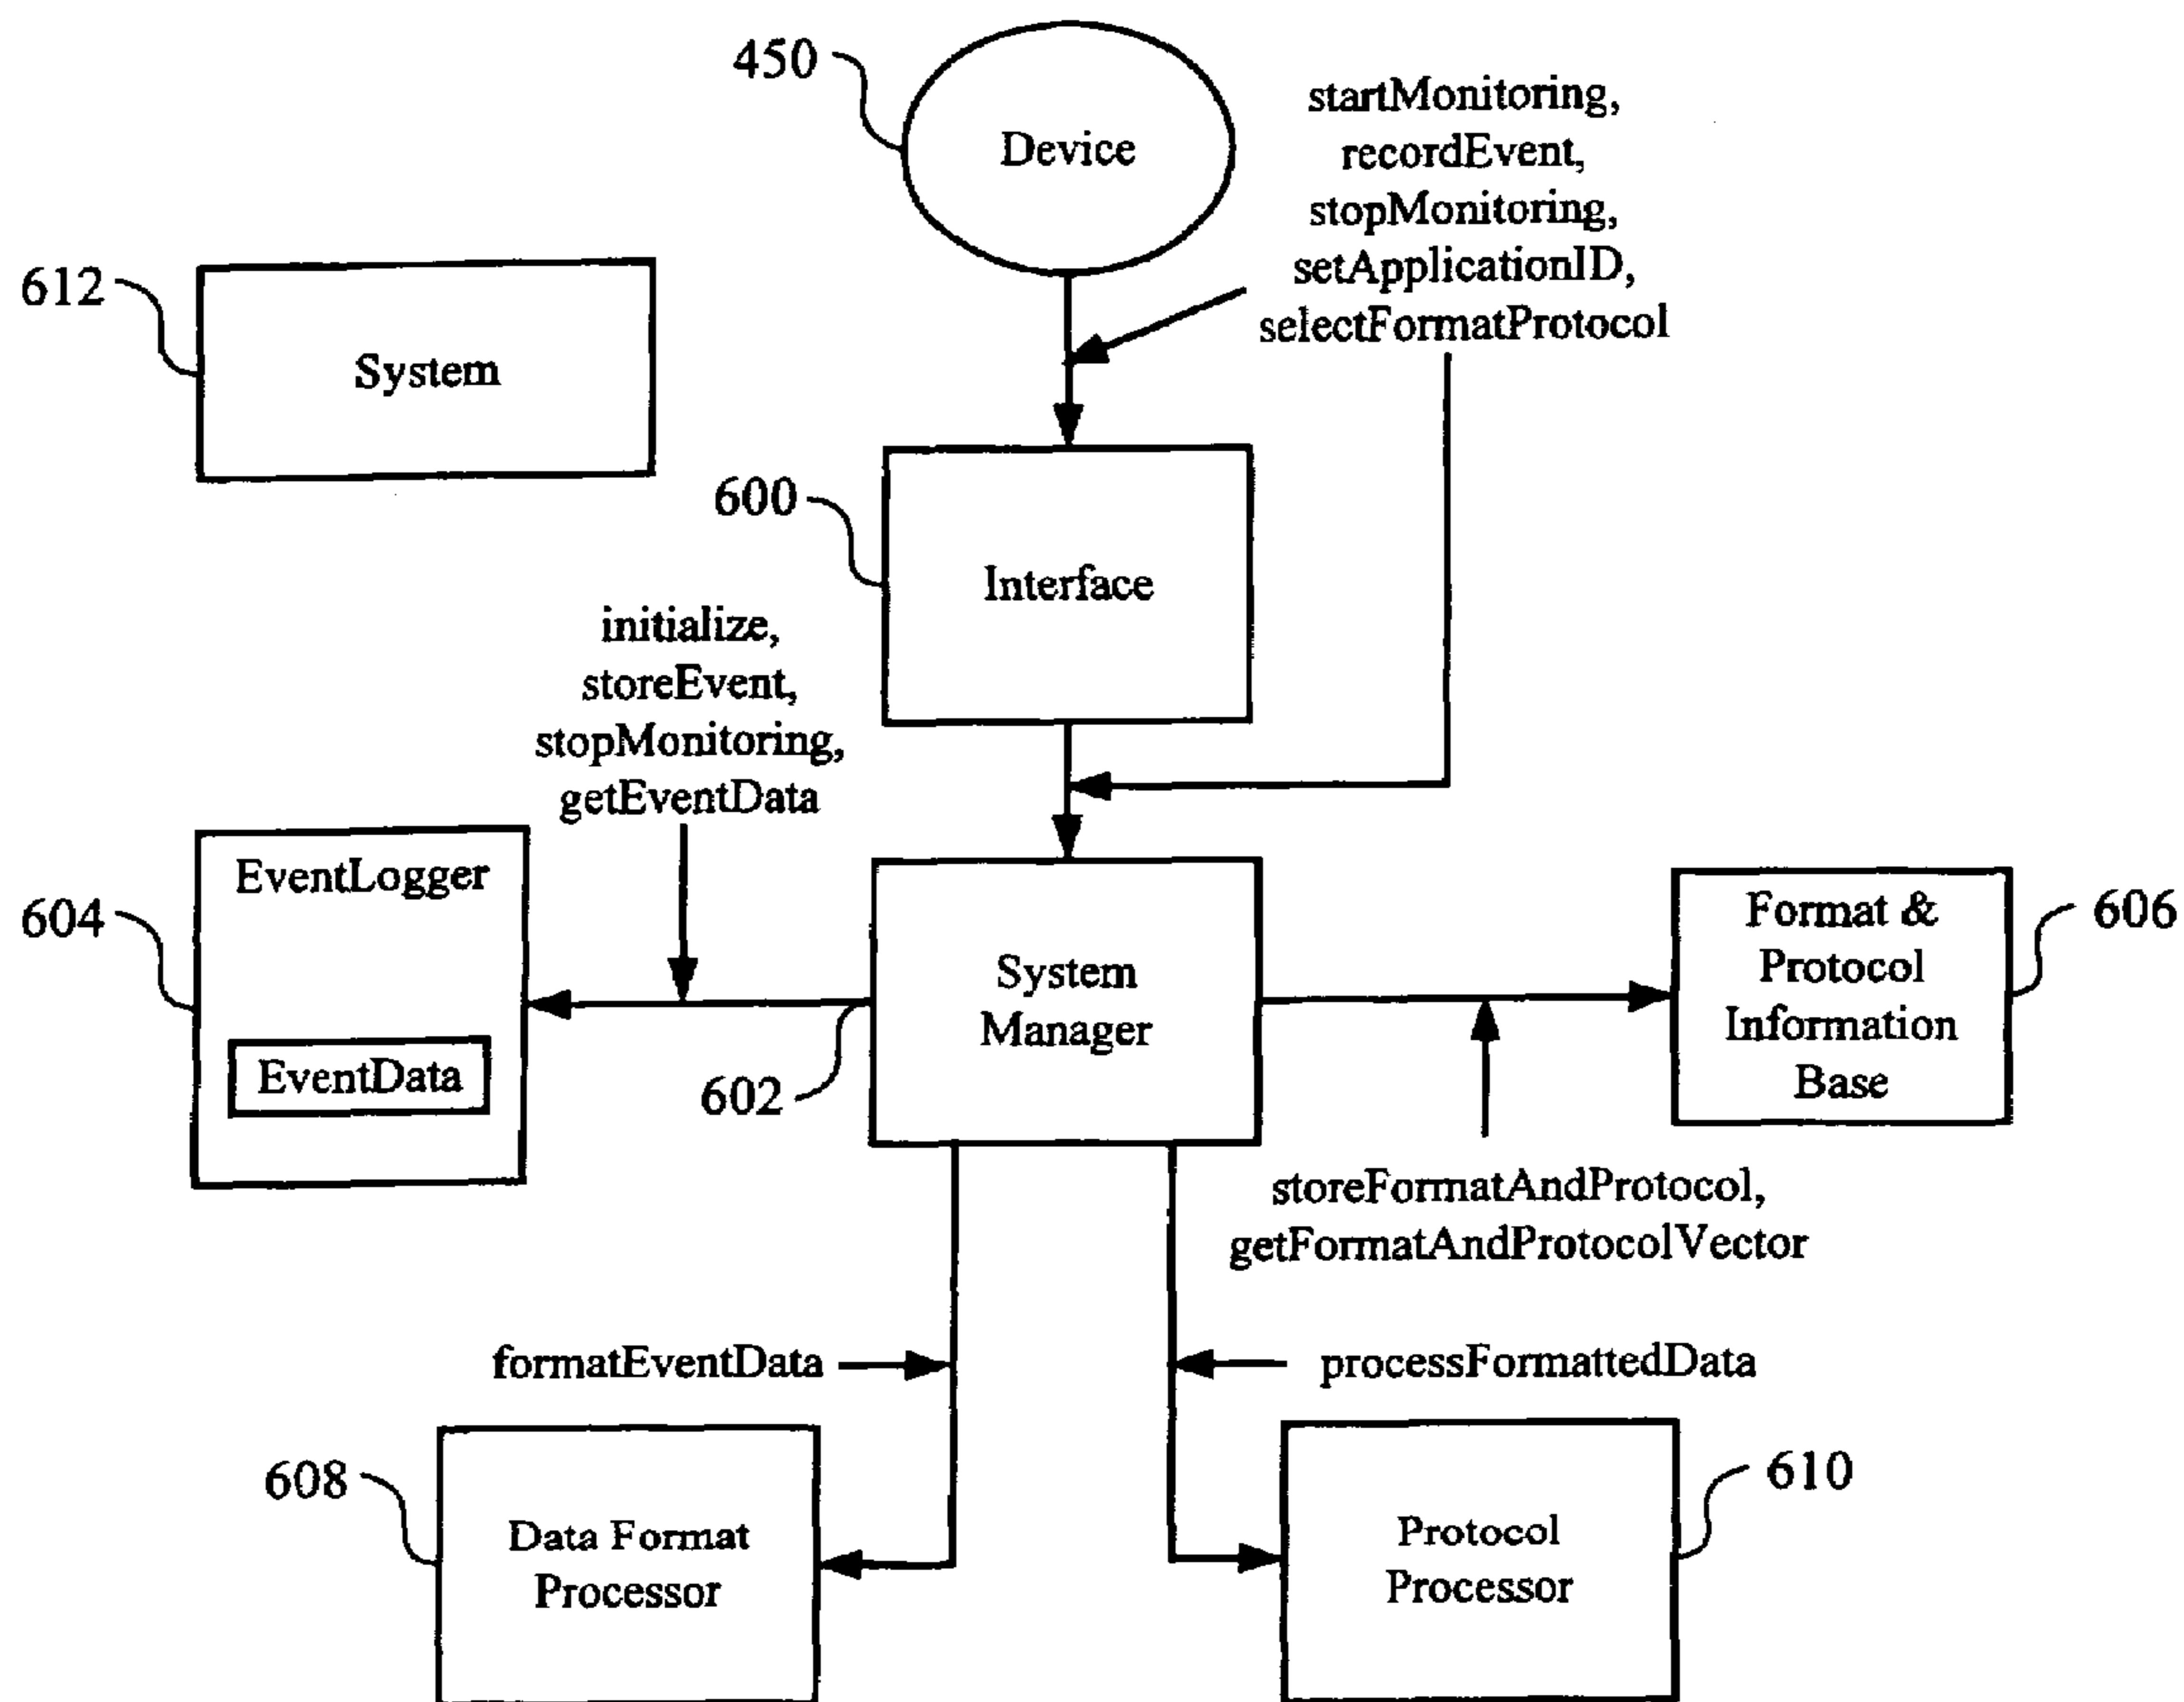 450
Device
startMonitoring,
recordEvent,
stopMonitoring,
setApplicationID,
selectFormatProtocol
612
System
600
Interface
initialize,
storeEvent,
stopMonitoring,
getEventData
604
EventLogger
EventData
602
System
Manager
Format &
Protocol
Information
Base
606
storeFormatAndProtocol,
getFormatAndProtocolVector
formatEventData
processFormattedData
608
Data Format
Processor
Protocol
Processor
610